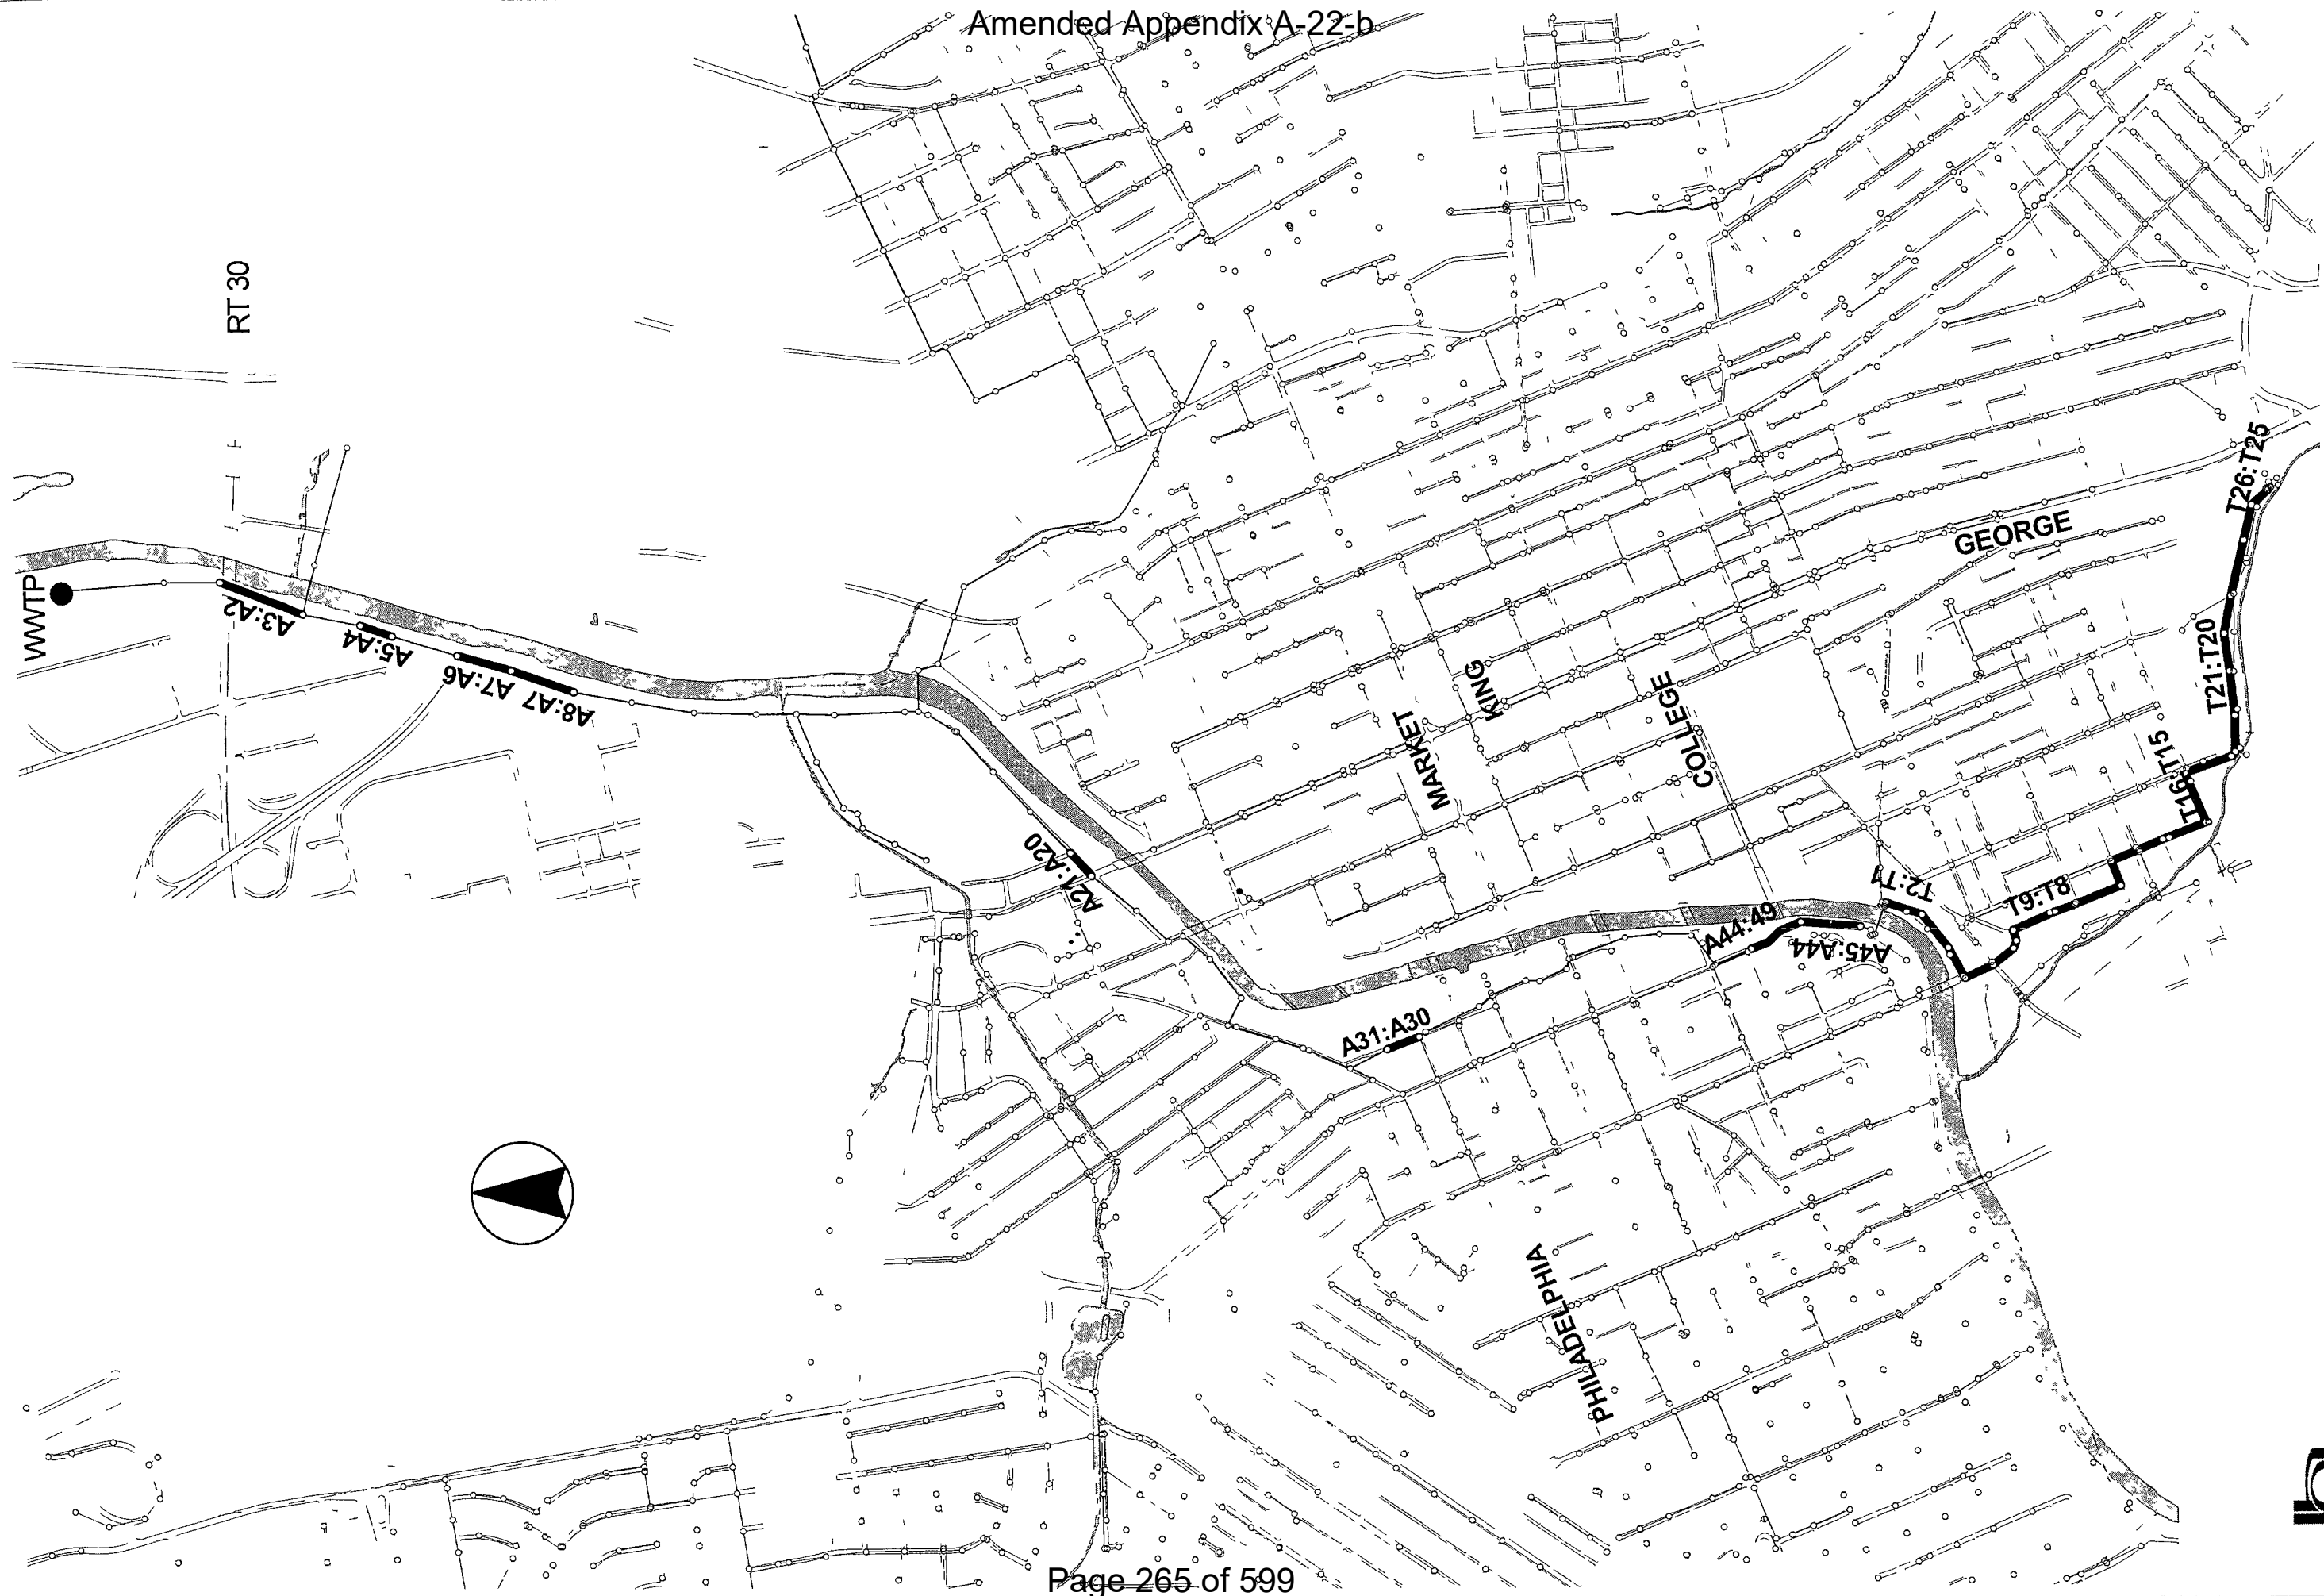 Amended Appendix A-22-b
RT 30
WWTP
A3:A2
A5:A4
A7:A6
A8:A7
A21:A20
A31:A30
MARKET
KING
COLLEGE
GEORGE
PHILADELPHIA
A44:49
A45:A44
T2:T1
T9:T8
T16:T15
T21:T20
T26:T25
Page 265 of 599